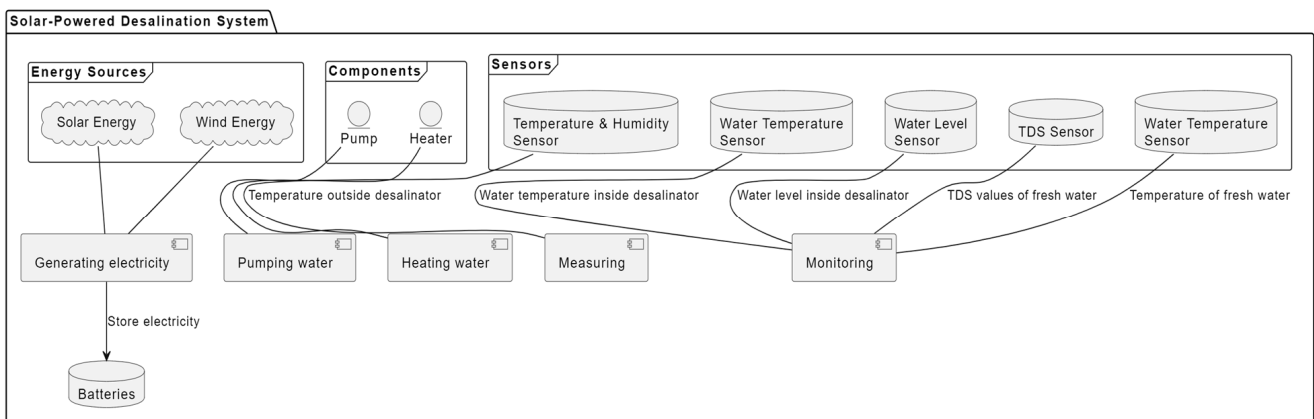 Solar-Powered Desalination System
Energy Sources
Components
Sensors
Solar Energy
Wind Energy
Pump
Heater
Temperature & Humidity
Sensor
Water Temperature
Sensor
Water Level
Sensor
TDS Sensor
Water Temperature
Sensor
Temperature outside desalinator
Water temperature inside desalinator
Water level inside desalinator
TDS values of fresh water
Temperature of fresh water
Generating electricity
Pumping water
Heating water
Measuring
Monitoring
Store electricity
Batteries